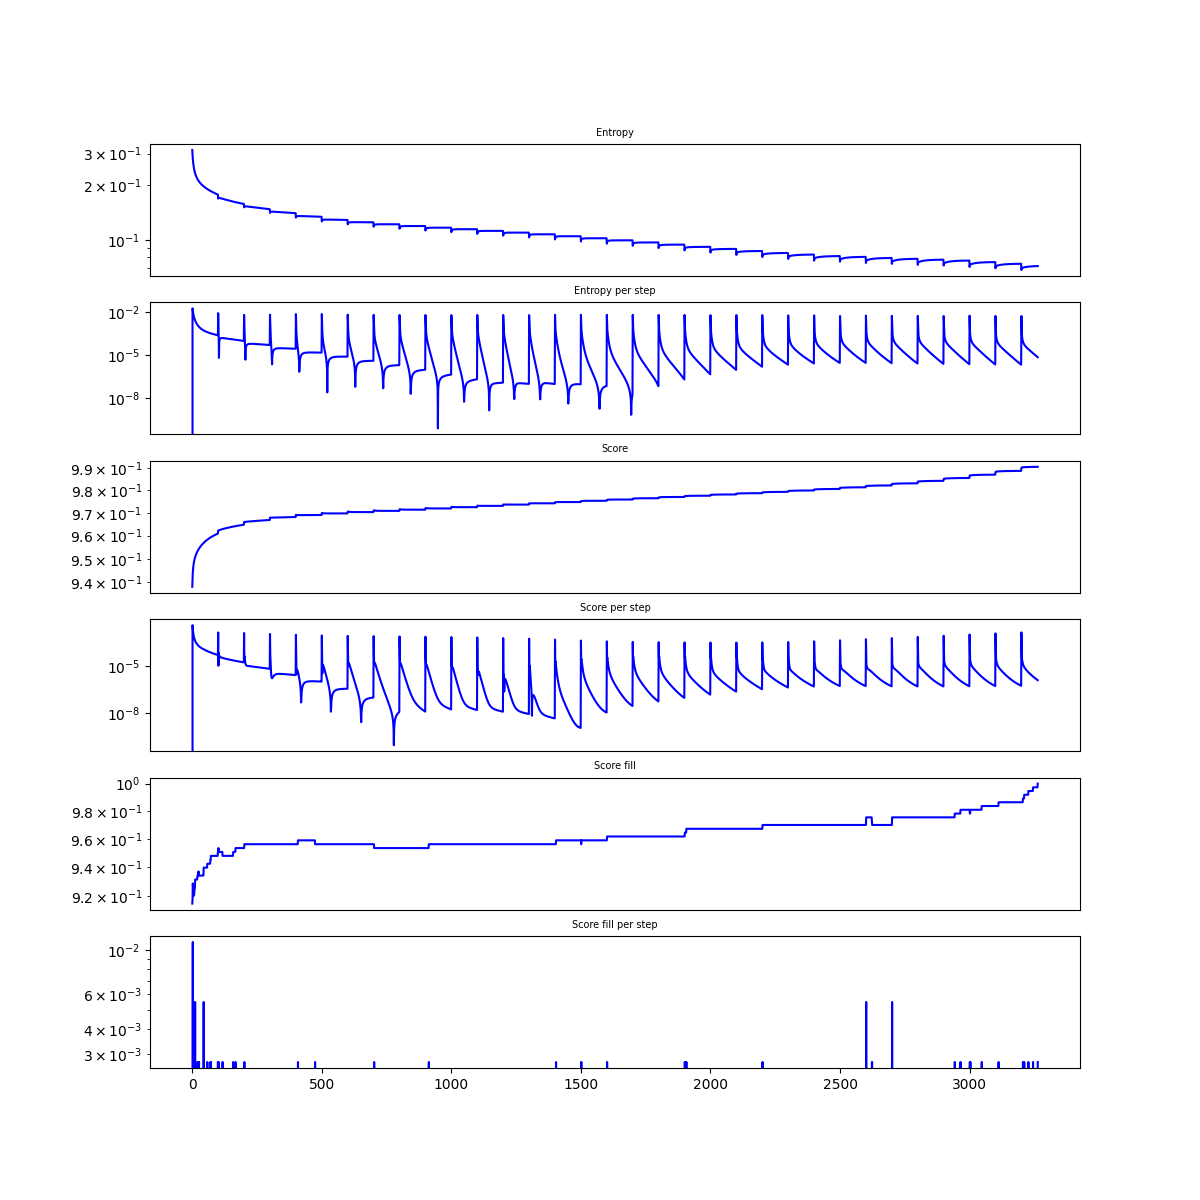 Entropy
3 × 10⁻¹
2 × 10⁻¹
10⁻¹
Entropy per step
10⁻²
10⁻⁵
10⁻⁸
Score
9.9 × 10⁻¹
9.8 × 10⁻¹
9.7 × 10⁻¹
9.6 × 10⁻¹
9.5 × 10⁻¹
9.4 × 10⁻¹
Score per step
10⁻⁵
10⁻⁸
Score fill
10⁰
9.8 × 10⁻¹
9.6 × 10⁻¹
9.4 × 10⁻¹
9.2 × 10⁻¹
Score fill per step
10⁻²
6 × 10⁻³
4 × 10⁻³
3 × 10⁻³
0 500 1000 1500 2000 2500 3000